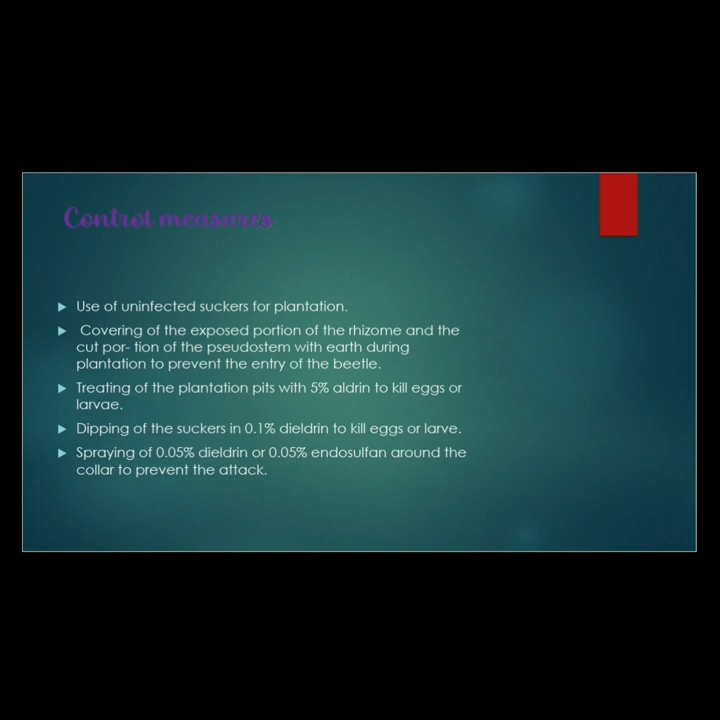 Control measures
Use of uninfected suckers for plantation.
Covering of the exposed portion of the rhizome and the
cut por- tion of the pseudostem with earth during
plantation to prevent the entry of the beetle.
Treating of the plantation pits with 5% aldrin to kill eggs or
larvae.
Dipping of the suckers in 0.1% dieldrin to kill eggs or larve.
Spraying of 0.05% dieldrin or 0.05% endosulfan around the
collar to prevent the attack.